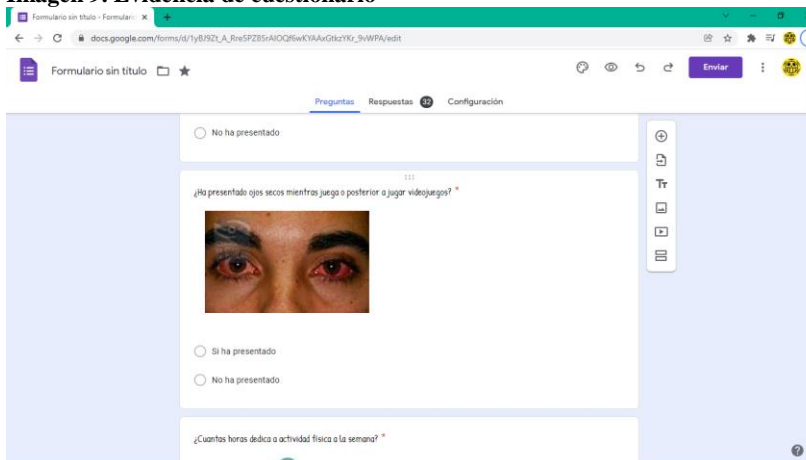 Imagen 9. Evidencia de cuestionario
Formulario sin título - Formulari
docs.google.com/forms/d/1yBJ9Zt_A_Rre5PZ85rAIOQf6wKYAAxGtkzYKr_9vWPA/edit
Formulario sin título
Enviar
Preguntas Respuestas 32 Configuración
No ha presentado
¿Ha presentado ojos secos mientras juega o posterior a jugar videojuegos? *
Si ha presentado
No ha presentado
¿Cuantas horas dedica a actividad física a la semana? *